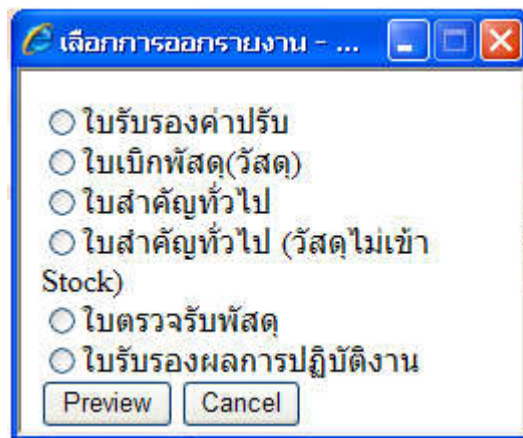 เลือกการออกรายงาน - ...
ใบรับรองค่าปรับ
ใบเบิกพัสดุ(วัสดุ)
ใบสำคัญทั่วไป
ใบสำคัญทั่วไป (วัสดุไม่เข้า
Stock)
ใบตรวจรับพัสดุ
ใบรับรองผลการปฏิบัติงาน
Preview Cancel